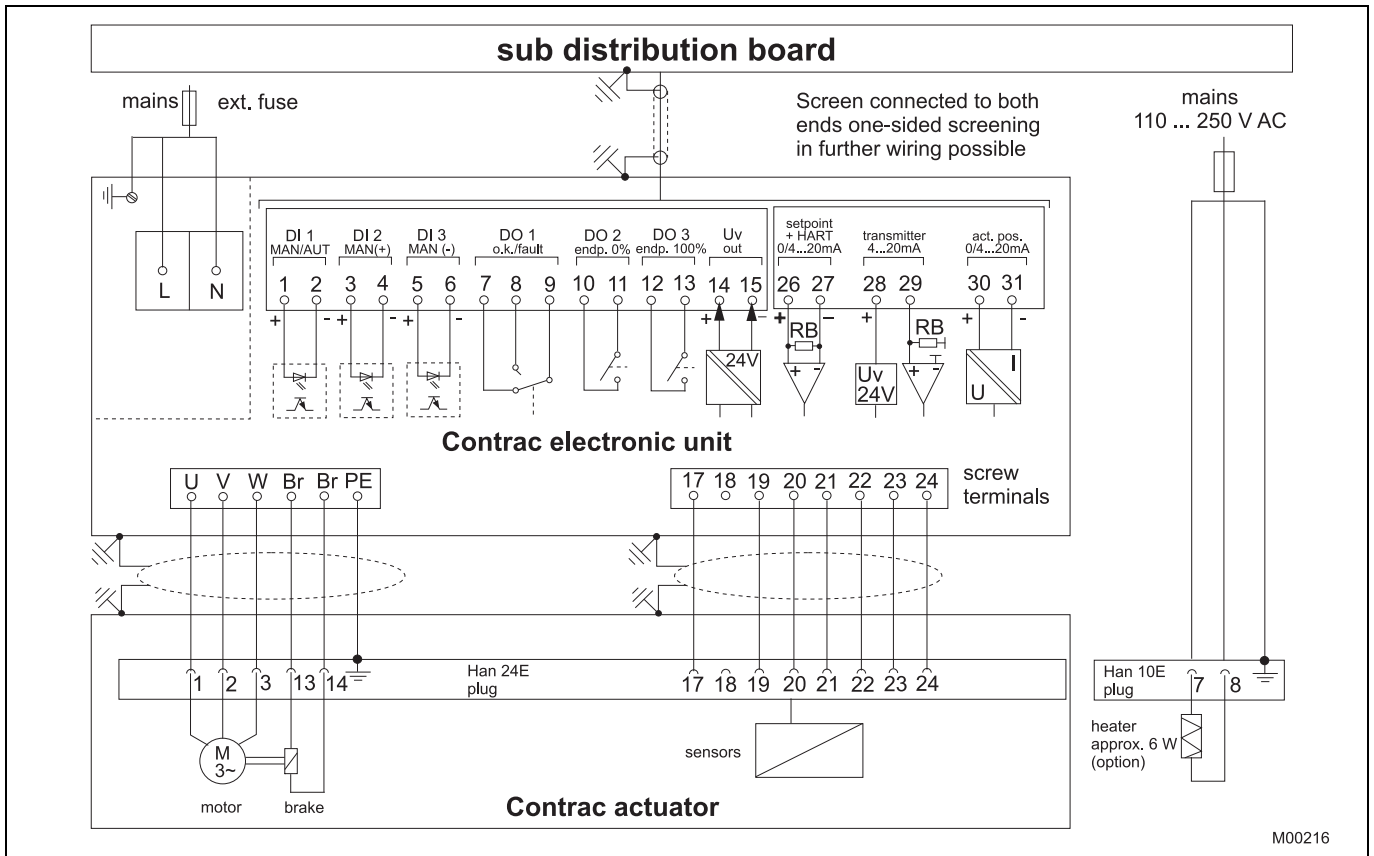 sub distribution board
mains
ext. fuse
Screen connected to both
ends one-sided screening
in further wiring possible
mains
110 ... 250 V AC
L N
DI 1
MAN/AUT
DI 2
MAN(+)
DI 3
MAN (-)
DO 1
o.k./fault
DO 2
endp. 0%
DO 3
endp. 100%
Uv
out
setpoint
+ HART
0/4...20mA
transmitter
4...20mA
act. pos.
0/4...20mA
1 2 3 4 5 6 7 8 9 10 11 12 13 14 15 26 27 28 29 30 31
+ - + - + - + - + - + + -
RB
RB
24V
+ -
Uv
24V
+ -
I
U
Contrac electronic unit
U V W Br Br PE
17 18 19 20 21 22 23 24
screw
terminals
1 2 3 13 14
Han 24E
plug
17 18 19 20 21 22 23 24
Han 10E
plug
7 8
M
3~
motor
brake
sensors
heater
approx. 6 W
(option)
Contrac actuator
M00216